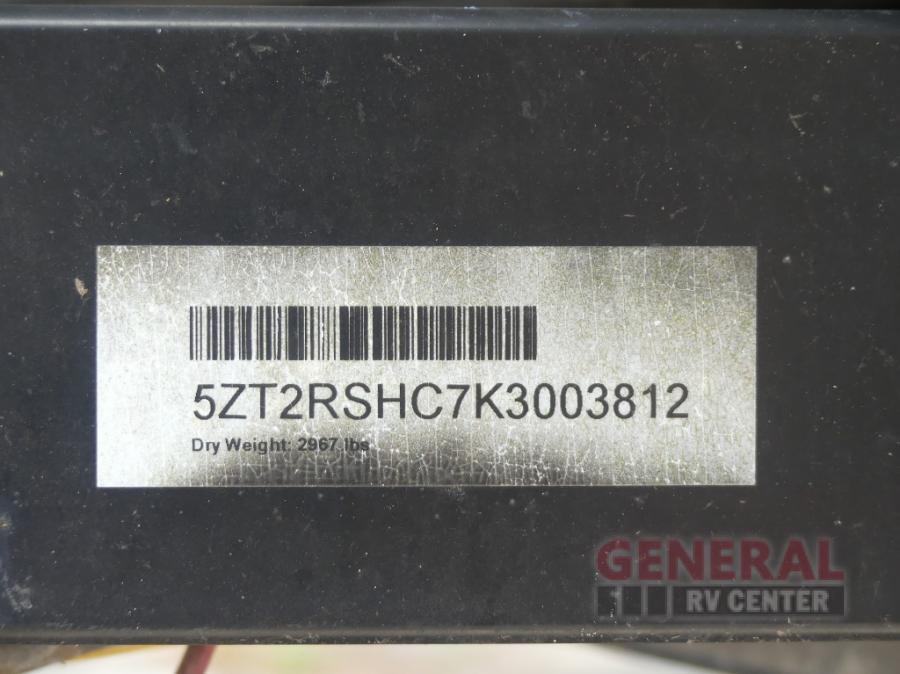 5ZT2RSHC7K3003812
Dry Weight: 2967 lbs
GENERAL
RV CENTER